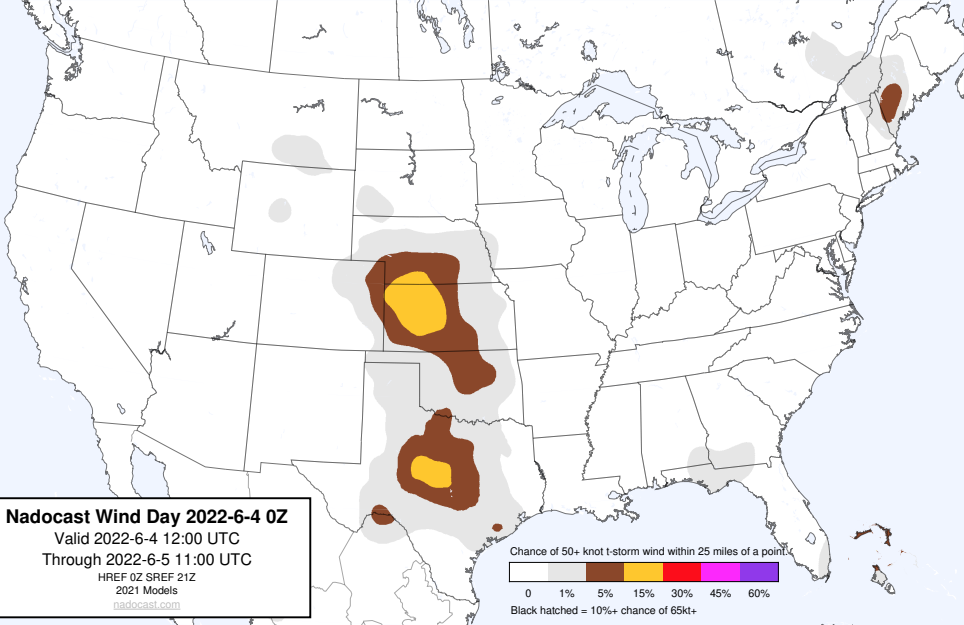 Nadocast Wind Day 2022-6-4 0Z
Valid 2022-6-4 12:00 UTC
Through 2022-6-5 11:00 UTC
HREF 0Z SREF 21Z
2021 Models
nadocast.com
Chance of 50+ knot t-storm wind within 25 miles of a point.
0 1% 5% 15% 30% 45% 60%
Black hatched = 10%+ chance of 65kt+